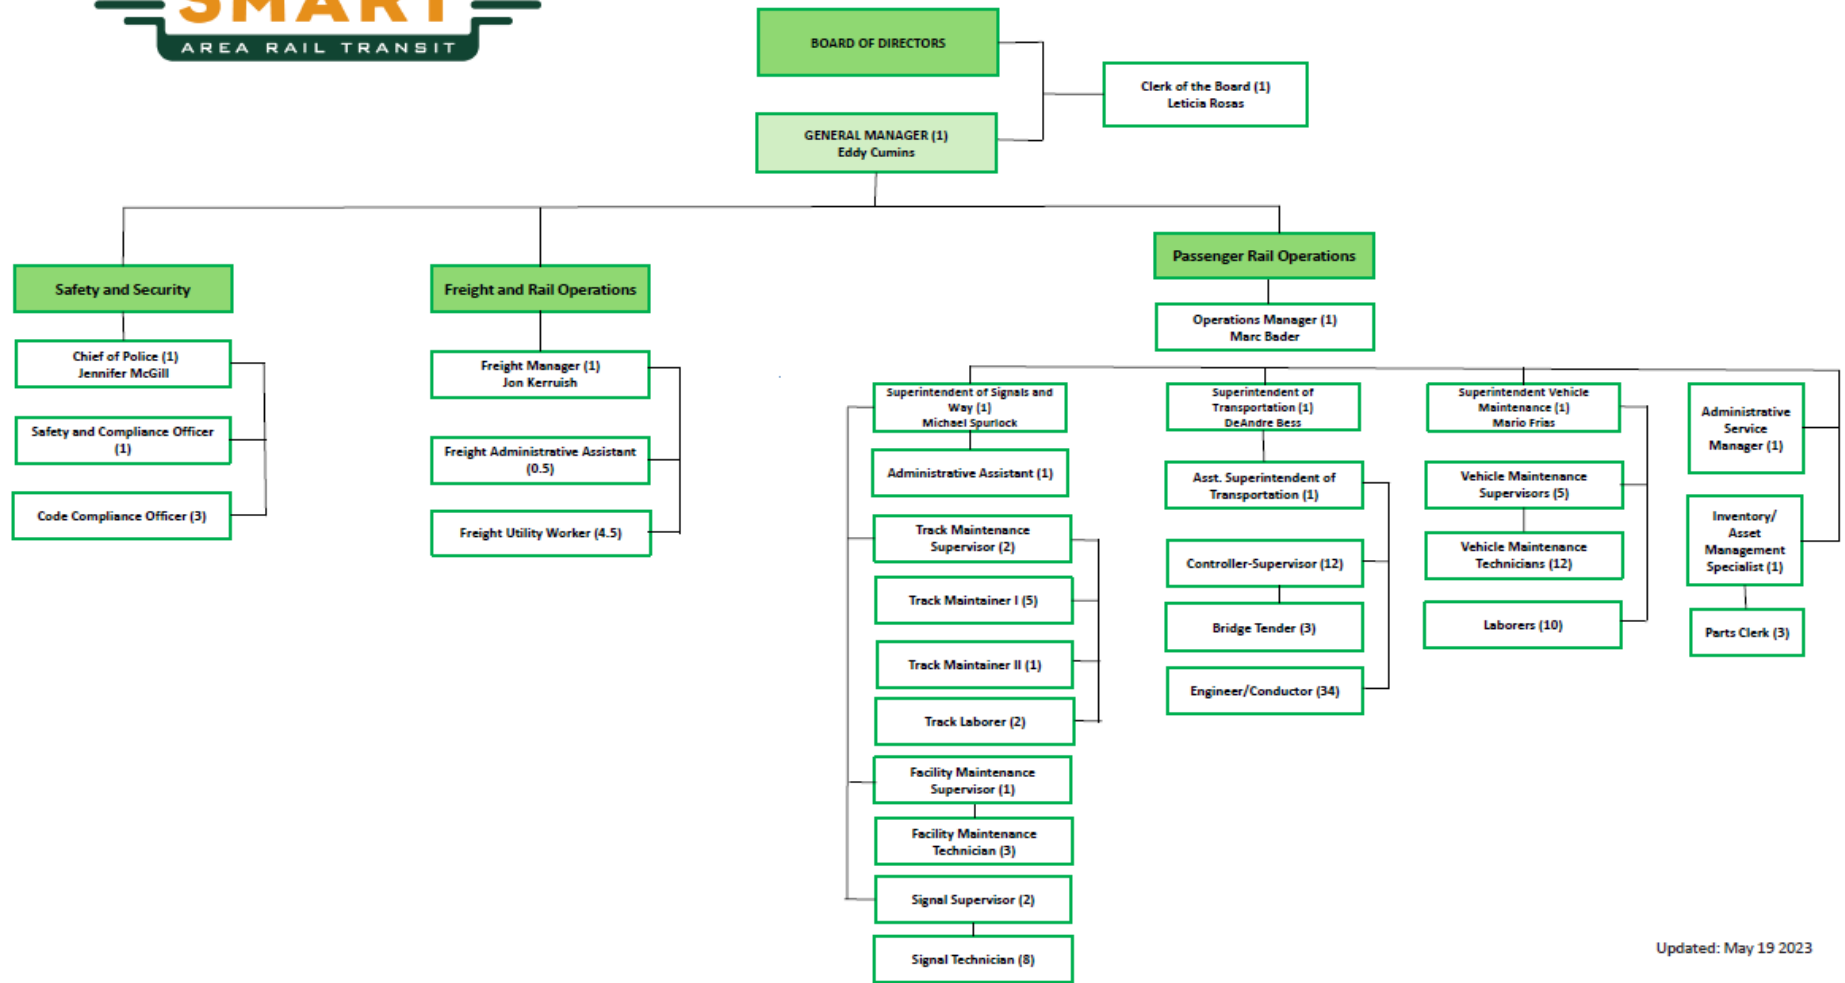 SMART
AREA RAIL TRANSIT
BOARD OF DIRECTORS
Clerk of the Board (1)
Leticia Rosas
GENERAL MANAGER (1)
Eddy Cumins
Safety and Security
Chief of Police (1)
Jennifer McGill
Safety and Compliance Officer
(1)
Code Compliance Officer (3)
Freight and Rail Operations
Freight Manager (1)
Jon Kerruish
Freight Administrative Assistant
(0.5)
Freight Utility Worker (4.5)
Passenger Rail Operations
Operations Manager (1)
Marc Bader
Superintendent of Signals and
Way (1)
Michael Spurlock
Administrative Assistant (1)
Track Maintenance
Supervisor (2)
Track Maintainer I (5)
Track Maintainer II (1)
Track Laborer (2)
Facility Maintenance
Supervisor (1)
Facility Maintenance
Technician (3)
Signal Supervisor (2)
Signal Technician (8)
Superintendent of
Transportation (1)
DeAndre Bess
Asst. Superintendent of
Transportation (1)
Controller-Supervisor (12)
Bridge Tender (3)
Engineer/Conductor (34)
Superintendent Vehicle
Maintenance (1)
Mario Frias
Vehicle Maintenance
Supervisors (5)
Vehicle Maintenance
Technicians (12)
Laborers (10)
Administrative
Service
Manager (1)
Inventory/
Asset
Management
Specialist (1)
Parts Clerk (3)
Updated: May 19 2023